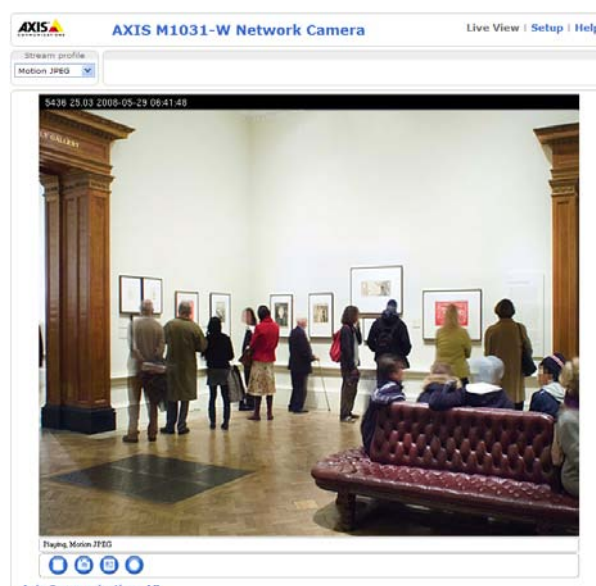 AXIS
COMMUNICATIONS
AXIS M1031-W Network Camera
Live View | Setup | Help
Stream profile
Motion JPEG
5436 25.03 2008-05-29 06:41:48
GALLERY
Playing, Motion JPEG